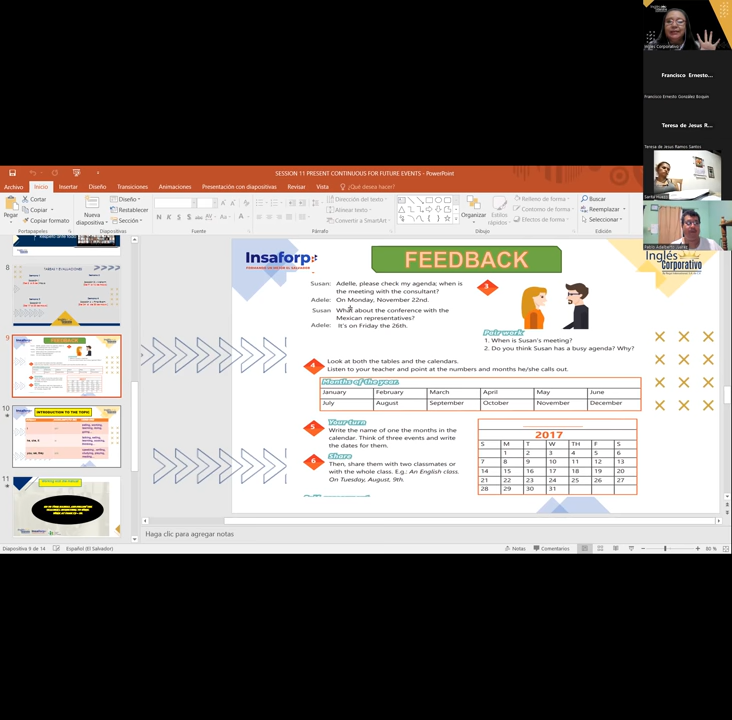 SESSION 11 PRESENT CONTINUOUS FOR FUTURE EVENTS - PowerPoint
Archivo Inicio Insertar Diseño Transiciones Animaciones Presentación con diapositivas Revisar Vista ¿Qué desea hacer?
Pegar
Cortar
Copiar
Copiar formato
Portapapeles
Nueva diapositiva
Diseño
Restablecer
Sección
Diapositivas
Fuente
Dirección del texto
Alinear texto
Convertir a SmartArt
Párrafo
Organizar
Estilos rápidos
Relleno de forma
Contorno de forma
Efectos de forma
Dibujo
Buscar
Reemplazar
Seleccionar
Edición
Inglés Corporativo
Francisco Ernesto...
Francisco Ernesto González Boquin
Teresa de Jesus R...
Teresa de Jesus Ramos Santos
8
9
10
INTRODUCTION TO THE TOPIC
11
Insaforp
FEEDBACK
Inglés
Corporativo
Susan: Adelle, please check my agenda; when is
the meeting with the consultant?
Adele: On Monday, November 22nd.
Susan What about the conference with the
Mexican representatives?
Adele: It's on Friday the 26th.
3
Pair work
1. When is Susan's meeting?
2. Do you think Susan has a busy agenda? Why?
4
Look at both the tables and the calendars.
Listen to your teacher and point at the numbers and months he/she calls out.
Months of the year
January February March April May June
July August September October November December
5
Your turn
Write the name of one the months in the
calendar. Think of three events and write
the dates for them.
6
Share
Then, share them with two classmates or
with the whole class. E.g.: An English class.
On Tuesday, August, 9th.
2017
S M T W TH F S
1 2 3 4 5 6
7 8 9 10 11 12 13
14 15 16 17 18 19 20
21 22 23 24 25 26 27
28 29 30 31
Haga clic para agregar notas
Diapositiva 9 de 14 Español (El Salvador) Notas Comentarios 80 %